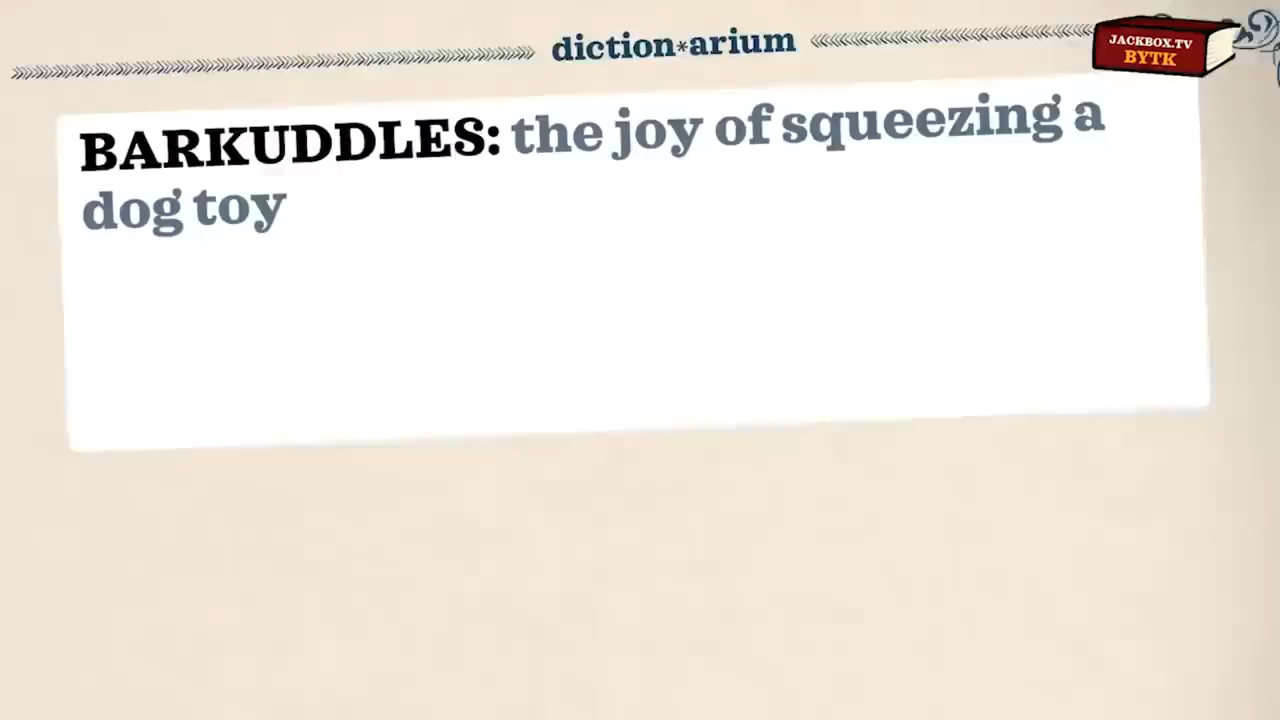 diction*arium
JACKBOX.TV
BYTK
BARKUDDLES: the joy of squeezing a
dog toy